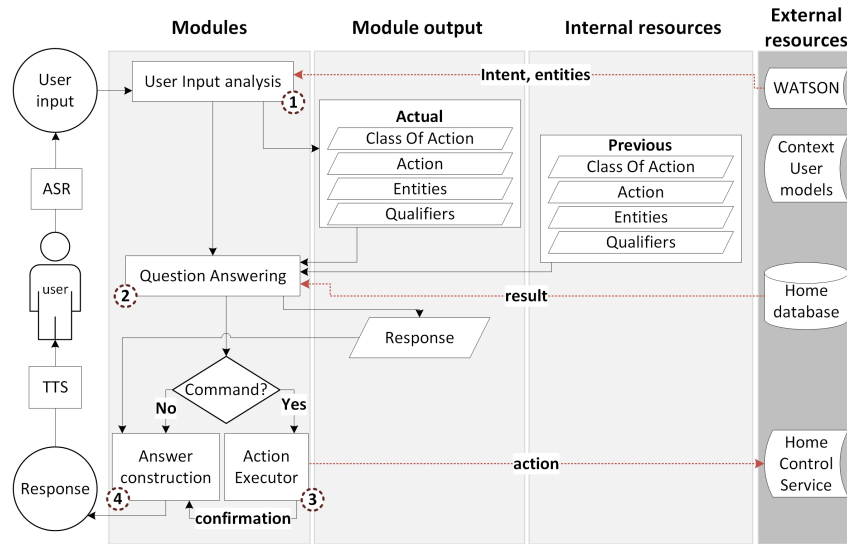 Modules
Module output
Internal resources
External
resources
User
input
User Input analysis
1
Intent, entities
WATSON
Actual
Class Of Action
Action
Entities
Qualifiers
Previous
Class Of Action
Action
Entities
Qualifiers
Context
User
models
ASR
user
Question Answering
2
result
Home
database
Response
TTS
Command?
No
Yes
Answer
construction
4
Action
Executor
3
action
Home
Control
Service
Response
confirmation